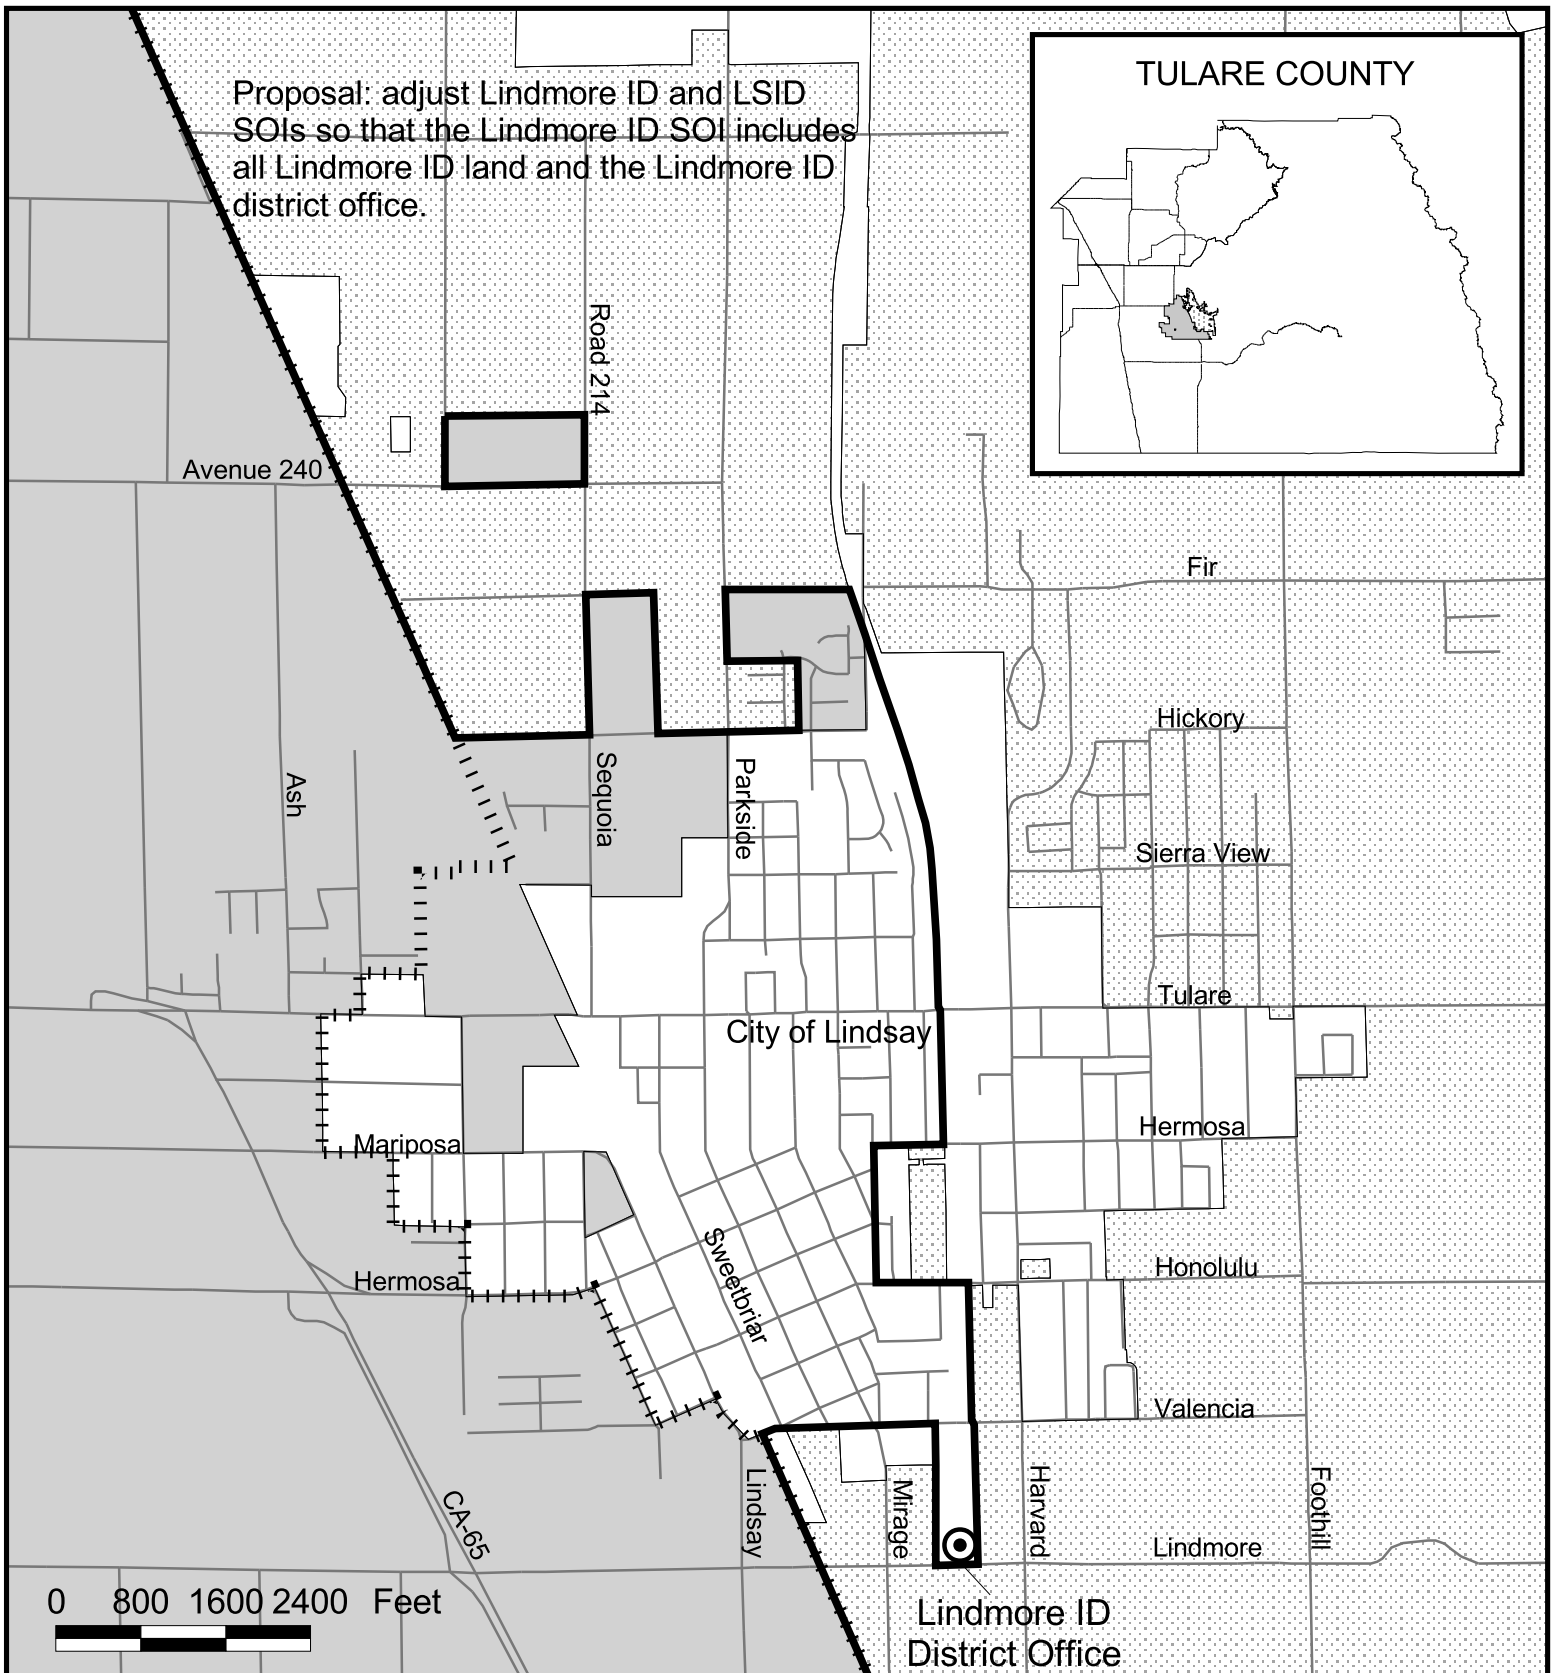 TULARE COUNTY
Proposal: adjust Lindmore ID and LSID
SOIs so that the Lindmore ID SOI includes
all Lindmore ID land and the Lindmore ID
district office.
Road 214
Avenue 240
Fir
Hickory
Ash
Sequoia
Parkside
Sierra View
Tulare
City of Lindsay
Hermosa
Mariposa
Sweetbriar
Honolulu
Hermosa
Valencia
CA-65
Lindsay
Mirage
Harvard
Foothill
Lindmore
0 800 1600 2400 Feet
Lindmore ID
District Office